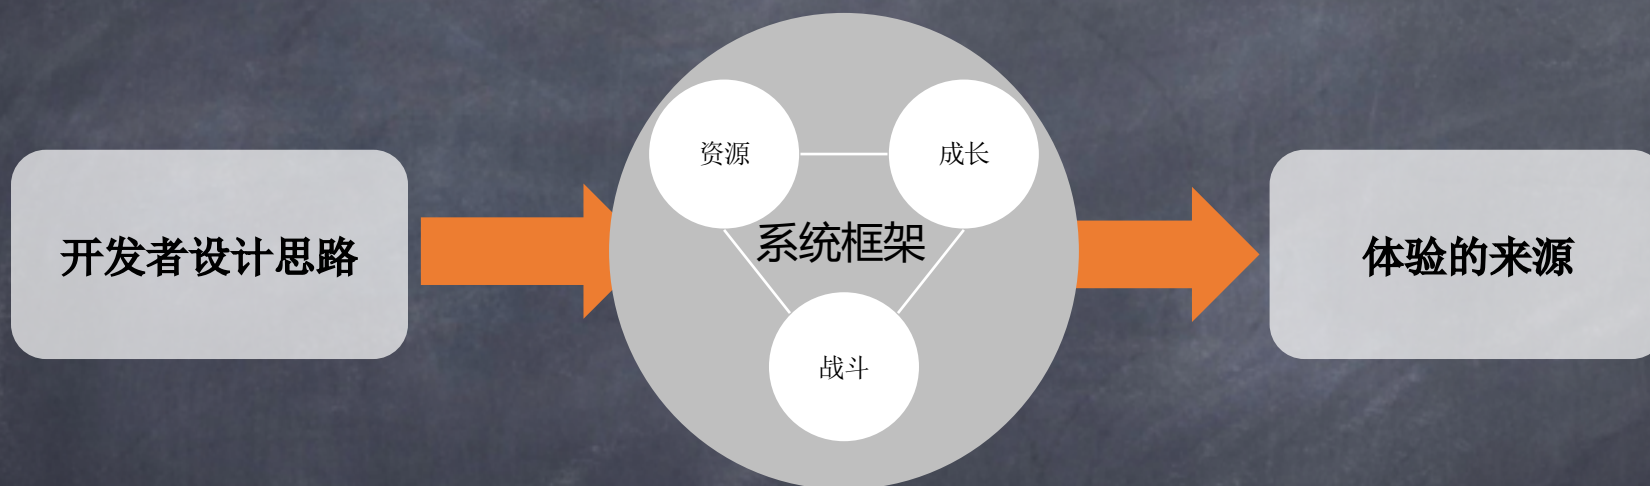 开发者设计思路
资源
成长
系统框架
战斗
体验的来源